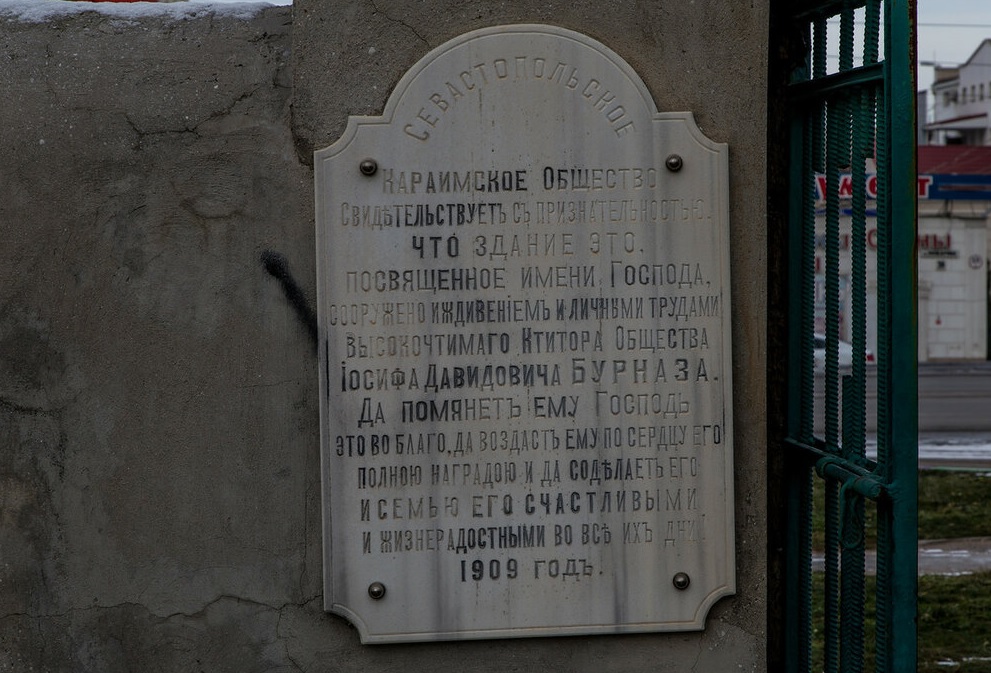 СЕВАСТОПОЛЬСКОЕ
КАРАИМСКОЕ ОБЩЕСТВО
СВИДѢТЕЛЬСТВУЕТЪ СЪ ПРИЗНАТЕЛЬНОСТЬЮ.
ЧТО ЗДАНИЕ ЭТО.
ПОСВЯЩЕННОЕ ИМЕНИ ГОСПОДА,
СООРУЖЕНО ИЖДИВЕНІЕМЪ И ЛИЧНЫМИ ТРУДАМИ
ВЫСОКОЧТИМАГО КТИТОРА ОБЩЕСТВА
ІОСИФА ДАВИДОВИЧА БУРНАЗА.
ДА ПОМЯНЕТЪ ЕМУ ГОСПОДЬ
ЭТО ВО БЛАГО, ДА ВОЗДАСТЪ ЕМУ ПО СЕРДЦУ ЕГО
ПОЛНОЮ НАГРАДОЮ И ДА СОДѢЛАЕТЪ ЕГО
И СЕМЬЮ ЕГО СЧАСТЛИВЫМИ
И ЖИЗНЕРАДОСТНЫМИ ВО ВСѢ ИХЪ ДНИ.
1909 ГОДЪ.